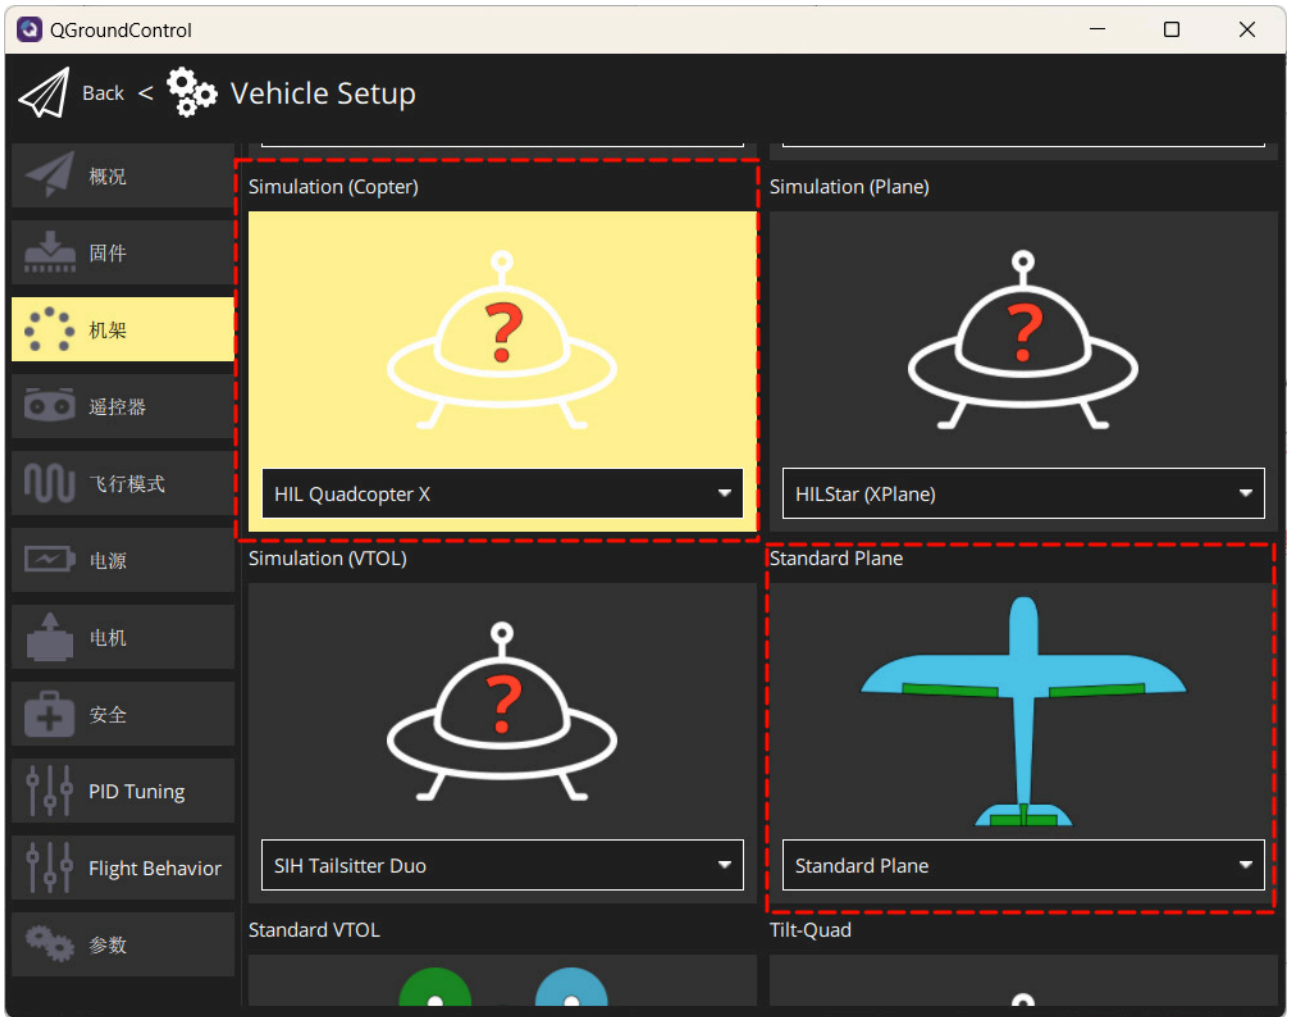 QGroundControl
Back < Vehicle Setup
概况
固件
机架
遥控器
飞行模式
电源
电机
安全
PID Tuning
Flight Behavior
参数
Simulation (Copter)
?
HIL Quadcopter X
Simulation (Plane)
?
HILStar (XPlane)
Simulation (VTOL)
?
SIH Tailsitter Duo
Standard Plane
Standard Plane
Standard VTOL
Tilt-Quad